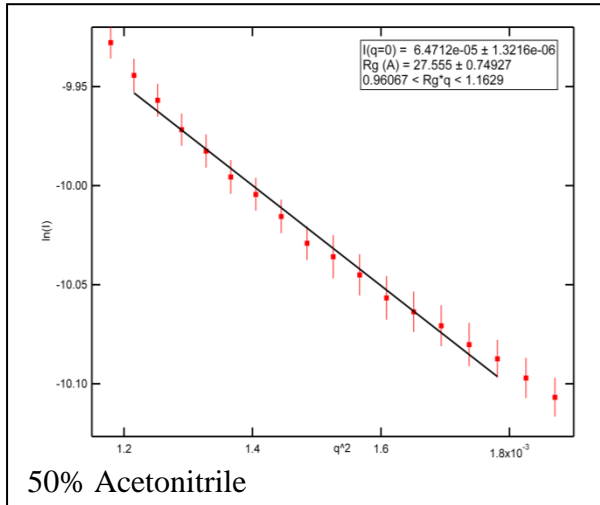 I(q=0) = 6.4712e-05 ± 1.3216e-06
Rg (A) = 27.555 ± 0.74927
0.96067 < Rg*q < 1.1629
-9.95
-10.00
ln(I)
-10.05
-10.10
1.2
1.4
q^2
1.6
1.8x10-3
50% Acetonitrile